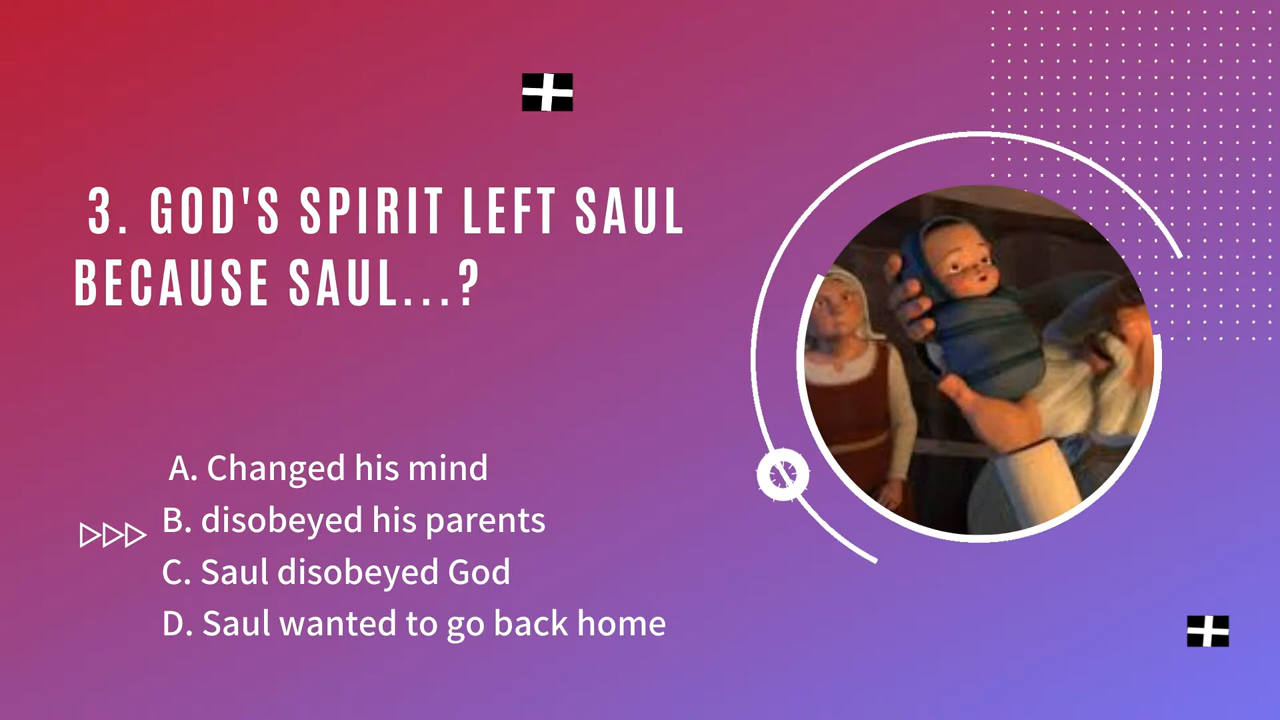 3. GOD'S SPIRIT LEFT SAUL
BECAUSE SAUL...?
A. Changed his mind
B. disobeyed his parents
C. Saul disobeyed God
D. Saul wanted to go back home